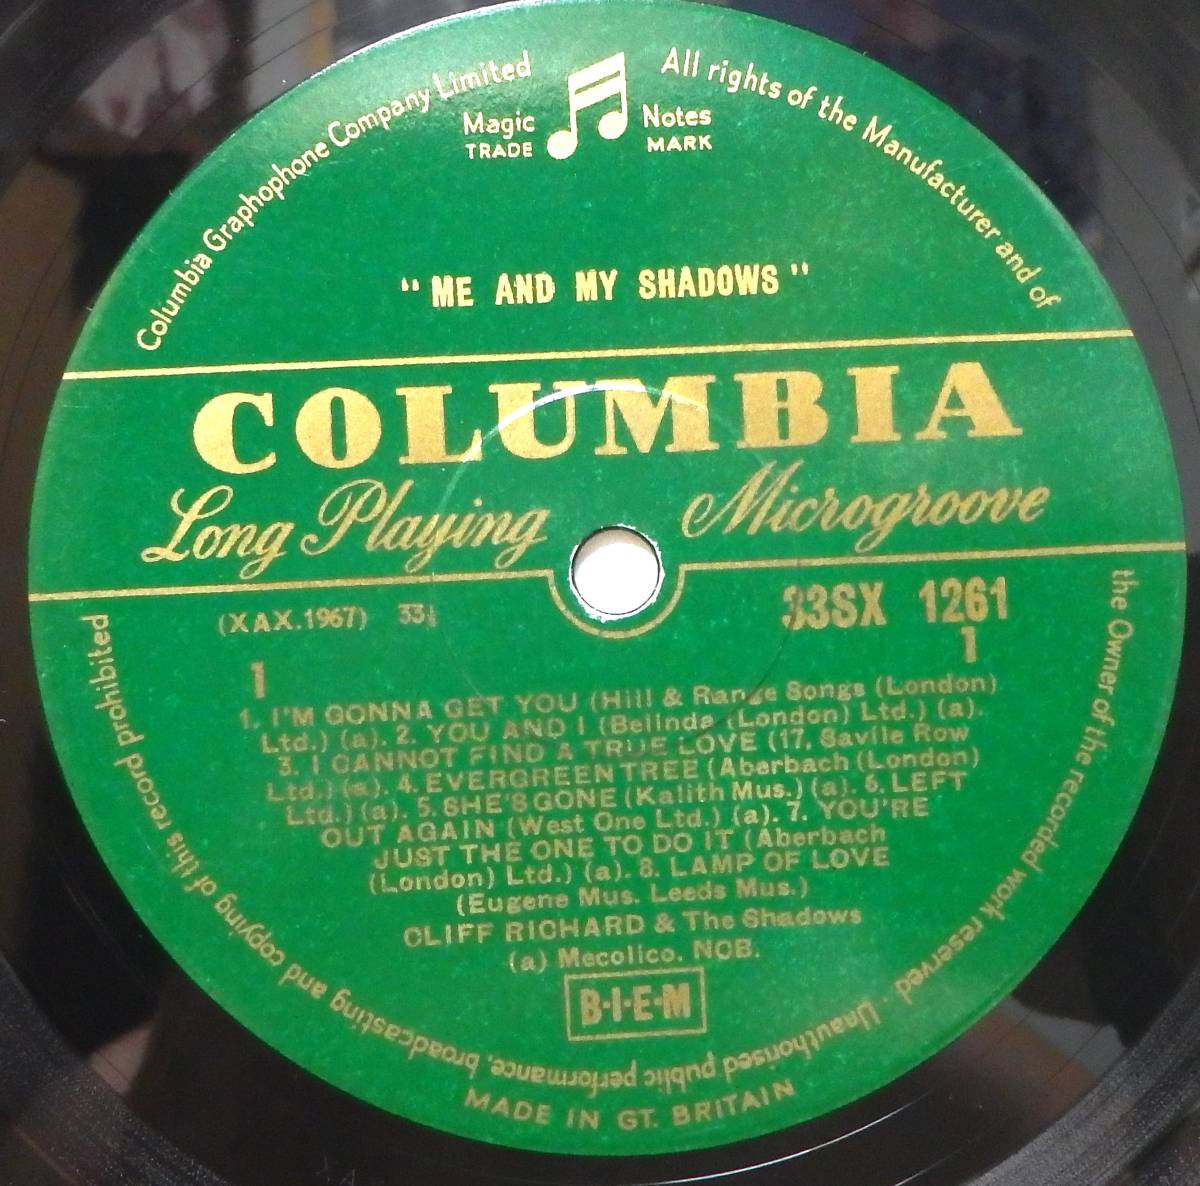 Columbia Graphophone Company Limited
All rights of the Manufacturer and of
the Owner of the recorded work reserved . Unauthorised public performance, broadcasting and copying of this record prohibited
Magic Notes
TRADE MARK
" ME AND MY SHADOWS "
COLUMBIA
Long Playing Microgroove
(XAX.1967) 33⅓
33SX 1261
1
1
1. I'M GONNA GET YOU (Hill & Range Songs (London)
Ltd.) (a). 2. YOU AND I (Belinda (London) Ltd.) (a).
3. I CANNOT FIND A TRUE LOVE (17, Savile Row
Ltd.) (a). 4. EVERGREEN TREE (Aberbach (London)
Ltd.) (a). 5. SHE'S GONE (Kalith Mus.) (a). 6. LEFT
OUT AGAIN (West One Ltd.) (a). 7. YOU'RE
JUST THE ONE TO DO IT (Aberbach
(London) Ltd.) (a). 8. LAMP OF LOVE
(Eugene Mus. Leeds Mus.)
CLIFF RICHARD & The Shadows
(a) Mecolico. NCB.
B·I·E·M
MADE IN GT. BRITAIN